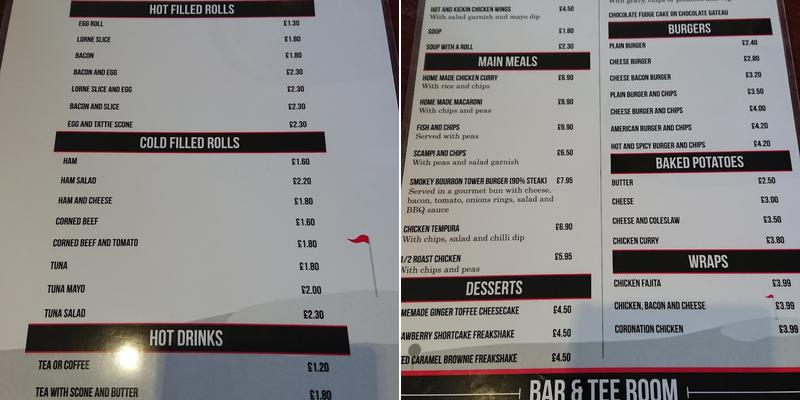 HOT FILLED ROLLS
EGG ROLL £1.30
LORNE SLICE £1.80
BACON £1.80
BACON AND EGG £2.30
LORNE SLICE AND EGG £2.30
BACON AND SLICE £2.30
EGG AND TATTIE SCONE £2.30
COLD FILLED ROLLS
HAM £1.60
HAM SALAD £2.20
HAM AND CHEESE £1.80
CORNED BEEF £1.60
CORNED BEEF AND TOMATO £1.80
TUNA £1.80
TUNA MAYO £2.00
TUNA SALAD £2.30
HOT DRINKS
TEA OR COFFEE £1.20
TEA WITH SCONE AND BUTTER £1.80
HOT AND KICKIN CHICKEN WINGS £4.50
With salad garnish and mayo dip
SOUP £1.80
SOUP WITH A ROLL £2.30
MAIN MEALS
HOME MADE CHICKEN CURRY £6.90
With rice and chips
HOME MADE MACARONI £6.90
With chips and peas
FISH AND CHIPS £6.90
Served with peas
SCAMPI AND CHIPS £6.50
With peas and salad garnish
SMOKEY BOURBON TOWER BURGER (90% STEAK) £7.95
Served in a gourmet bun with cheese,
bacon, tomato, onions rings, salad and
BBQ sauce
CHICKEN TEMPURA £6.90
With chips, salad and chilli dip
1/2 ROAST CHICKEN £5.95
With chips and peas
DESSERTS
MEMADE GINGER TOFFEE CHEESECAKE £4.50
AWBERRY SHORTCAKE FREAKSHAKE £4.50
ED CARAMEL BROWNIE FREAKSHAKE £4.50
CHOCOLATE FUDGE CAKE OR CHOCOLATE GATEAU
BURGERS
PLAIN BURGER £2.40
CHEESE BURGER £2.80
CHEESE BACON BURGER £3.20
PLAIN BURGER AND CHIPS £3.50
CHEESE BURGER AND CHIPS £4.00
AMERICAN BURGER AND CHIPS £4.20
HOT AND SPICY BURGER AND CHIPS £4.20
BAKED POTATOES
BUTTER £2.50
CHEESE £3.00
CHEESE AND COLESLAW £3.50
CHICKEN CURRY £3.80
WRAPS
CHICKEN FAJITA £3.99
CHICKEN, BACON AND CHEESE £3.99
CORONATION CHICKEN £3.99
BAR & TEE ROOM